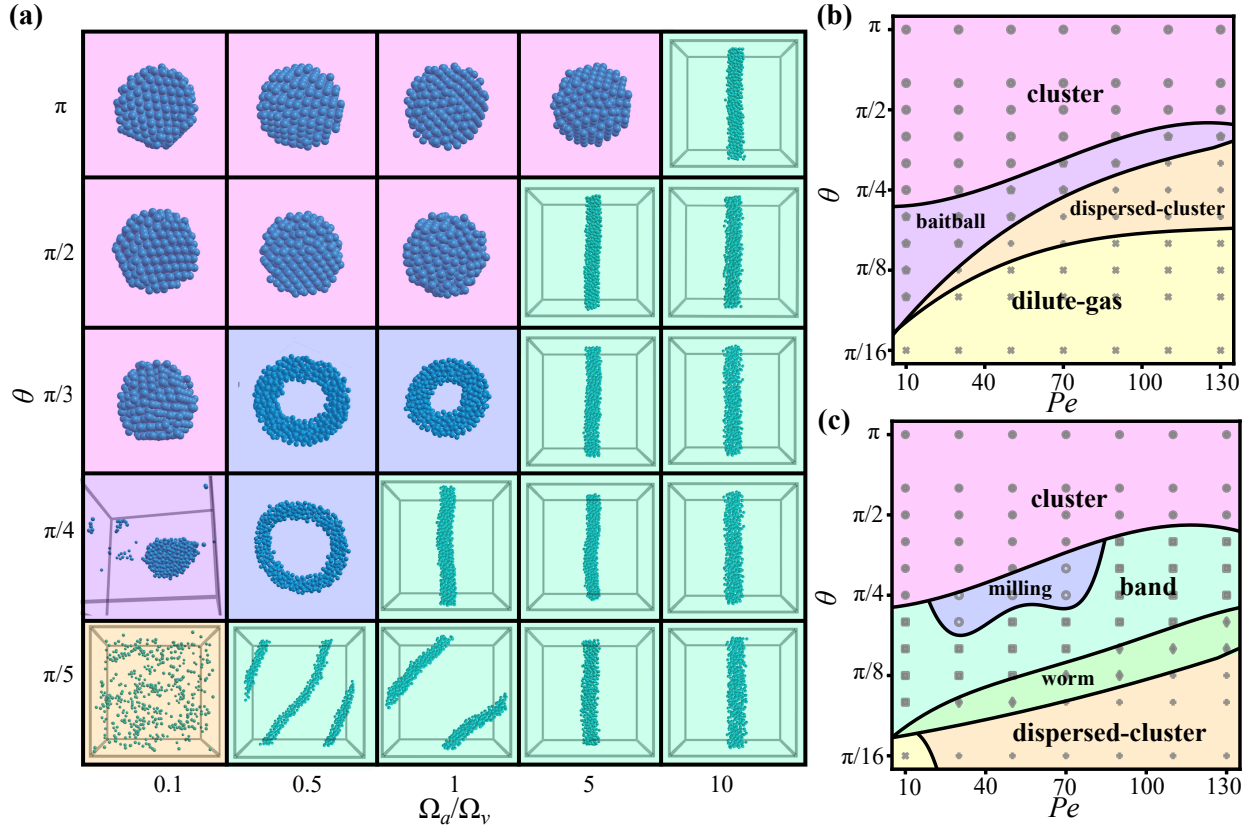 (a)
π
π/2
θ
π/3
π/4
π/5
0.1
0.5
1
5
10
Ωa/Ωv
(b)
π
π/2
θ
π/4
π/8
π/16
cluster
baitball
dispersed-cluster
dilute-gas
10
40
70
100
130
Pe
(c)
π
π/2
θ
π/4
π/8
π/16
cluster
milling
band
worm
dispersed-cluster
10
40
70
100
130
Pe